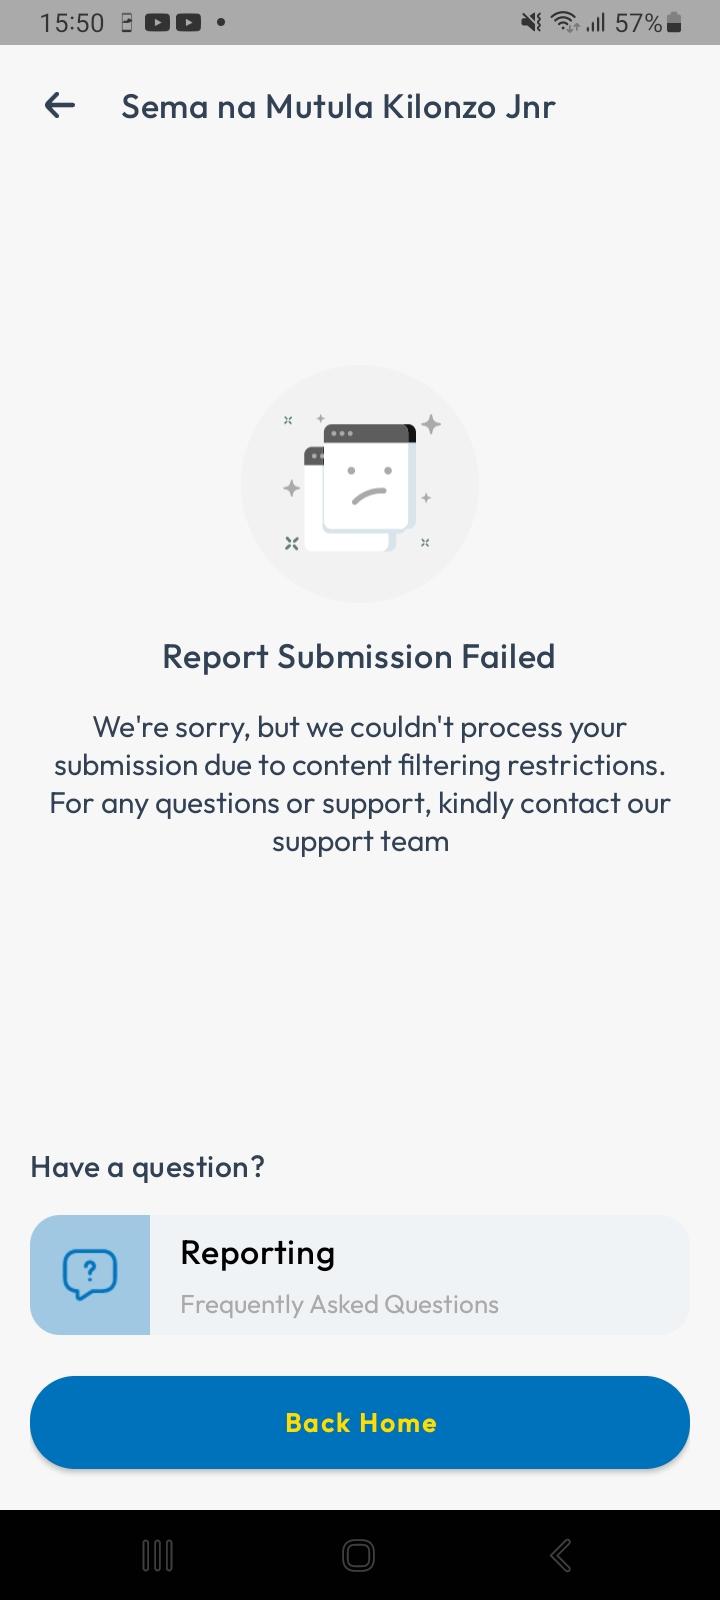 15:50
57%
Sema na Mutula Kilonzo Jnr
Report Submission Failed
We're sorry, but we couldn't process your
submission due to content filtering restrictions.
For any questions or support, kindly contact our
support team
Have a question?
Reporting
Frequently Asked Questions
Back Home